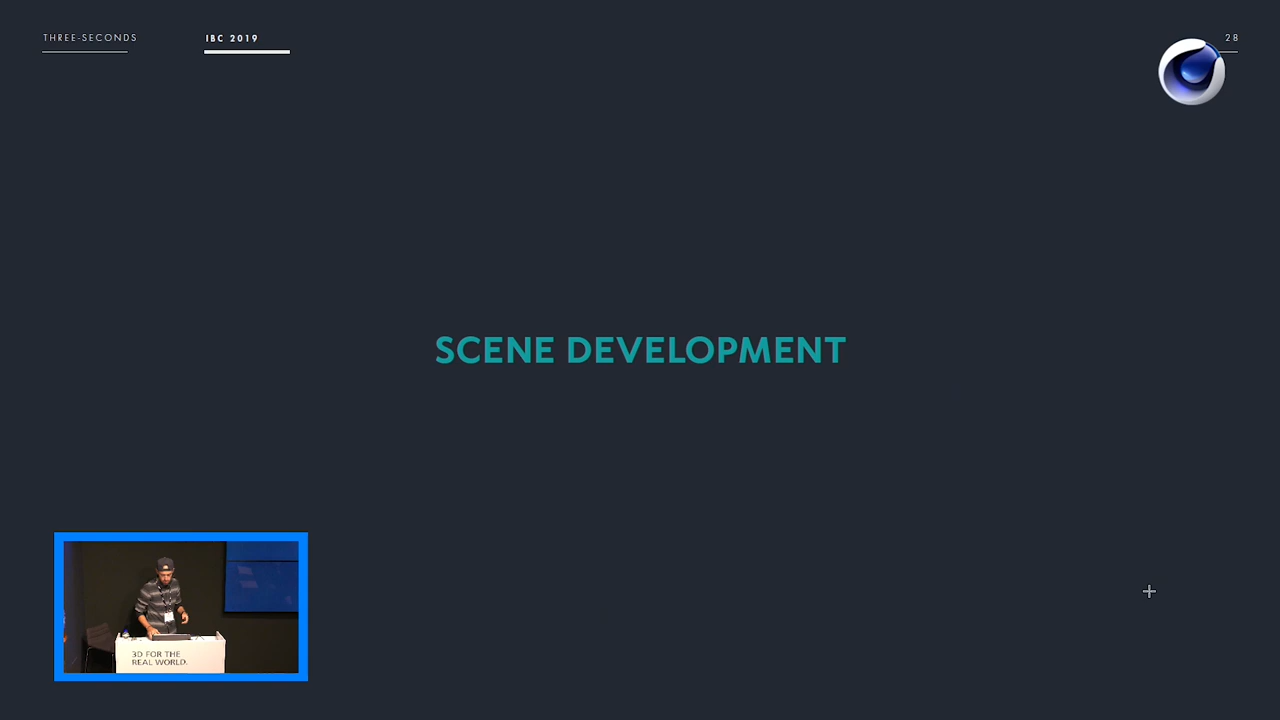 THREE-SECONDS
IBC 2019
28
SCENE DEVELOPMENT
3D FOR THE
REAL WORLD.